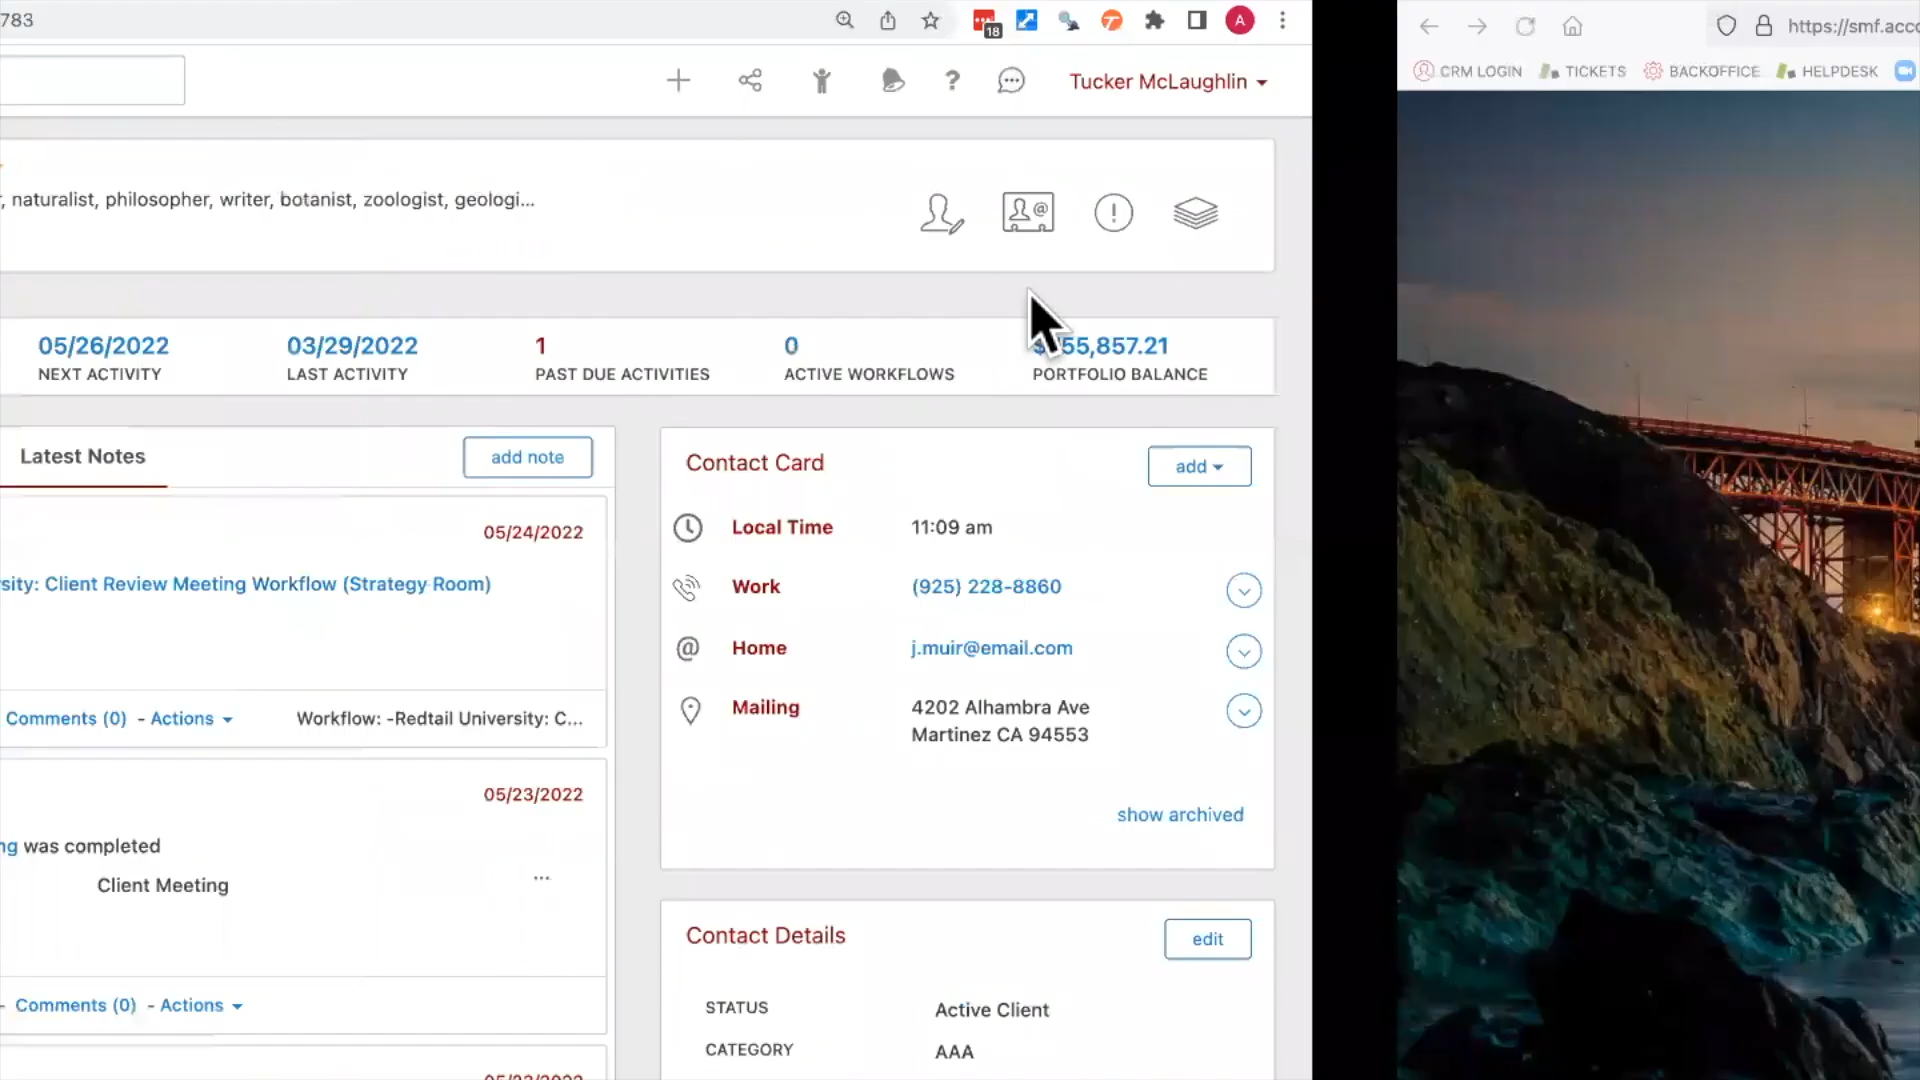 783
18
A
Tucker McLaughlin
, naturalist, philosopher, writer, botanist, zoologist, geologi...
05/26/2022
NEXT ACTIVITY
03/29/2022
LAST ACTIVITY
1
PAST DUE ACTIVITIES
0
ACTIVE WORKFLOWS
55,857.21
PORTFOLIO BALANCE
Latest Notes
add note
05/24/2022
sity: Client Review Meeting Workflow (Strategy Room)
Comments (0) - Actions
Workflow: -Redtail University: C...
05/23/2022
ng was completed
Client Meeting
...
- Comments (0) - Actions
05/23/2022
Contact Card
add
Local Time 11:09 am
Work (925) 228-8860
Home j.muir@email.com
Mailing 4202 Alhambra Ave
Martinez CA 94553
show archived
Contact Details
edit
STATUS Active Client
CATEGORY AAA
https://smf.acco
CRM LOGIN TICKETS BACKOFFICE HELPDESK